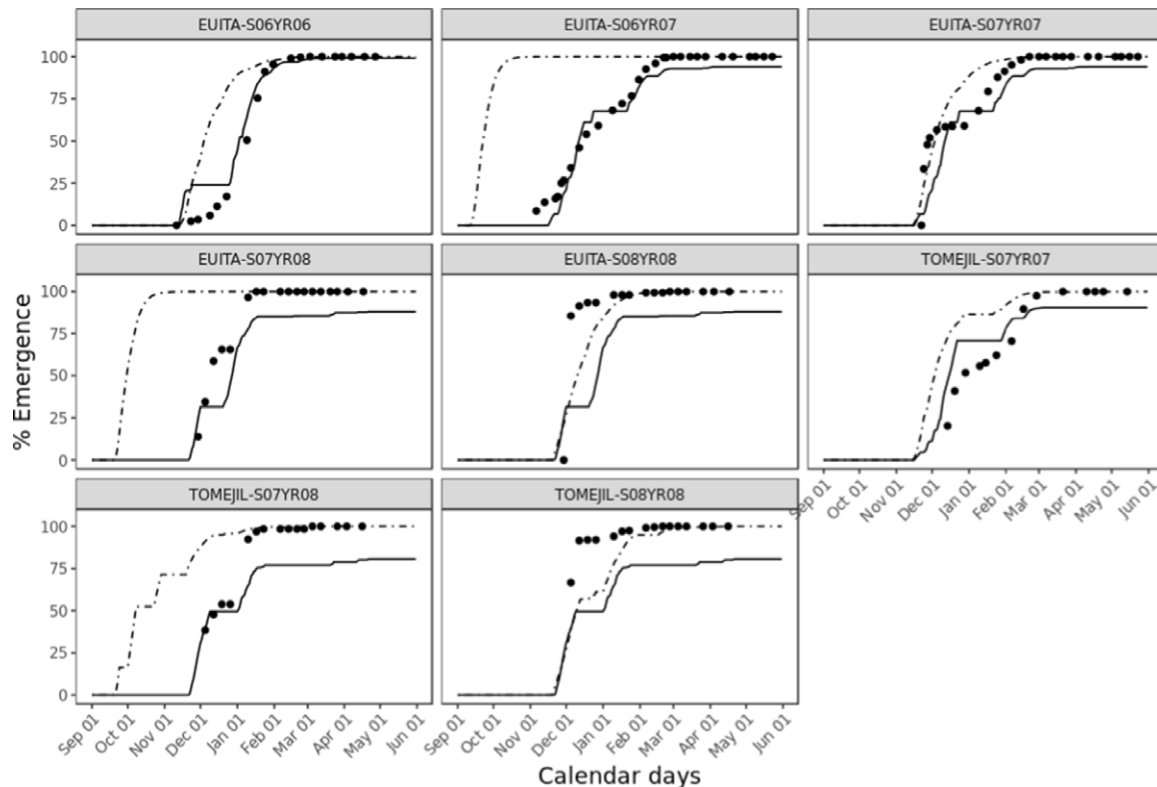 EUITA-S06YR06 EUITA-S06YR07 EUITA-S07YR07
100
75
50
25
0
EUITA-S07YR08 EUITA-S08YR08 TOMEJIL-S07YR07
100
75
50
25
0
Sep 01 Oct 01 Nov 01 Dec 01 Jan 01 Feb 01 Mar 01 Apr 01 May 01 Jun 01
% Emergence
TOMEJIL-S07YR08 TOMEJIL-S08YR08
100
75
50
25
0
Sep 01 Oct 01 Nov 01 Dec 01 Jan 01 Feb 01 Mar 01 Apr 01 May 01 Jun 01 Sep 01 Oct 01 Nov 01 Dec 01 Jan 01 Feb 01 Mar 01 Apr 01 May 01 Jun 01
Calendar days